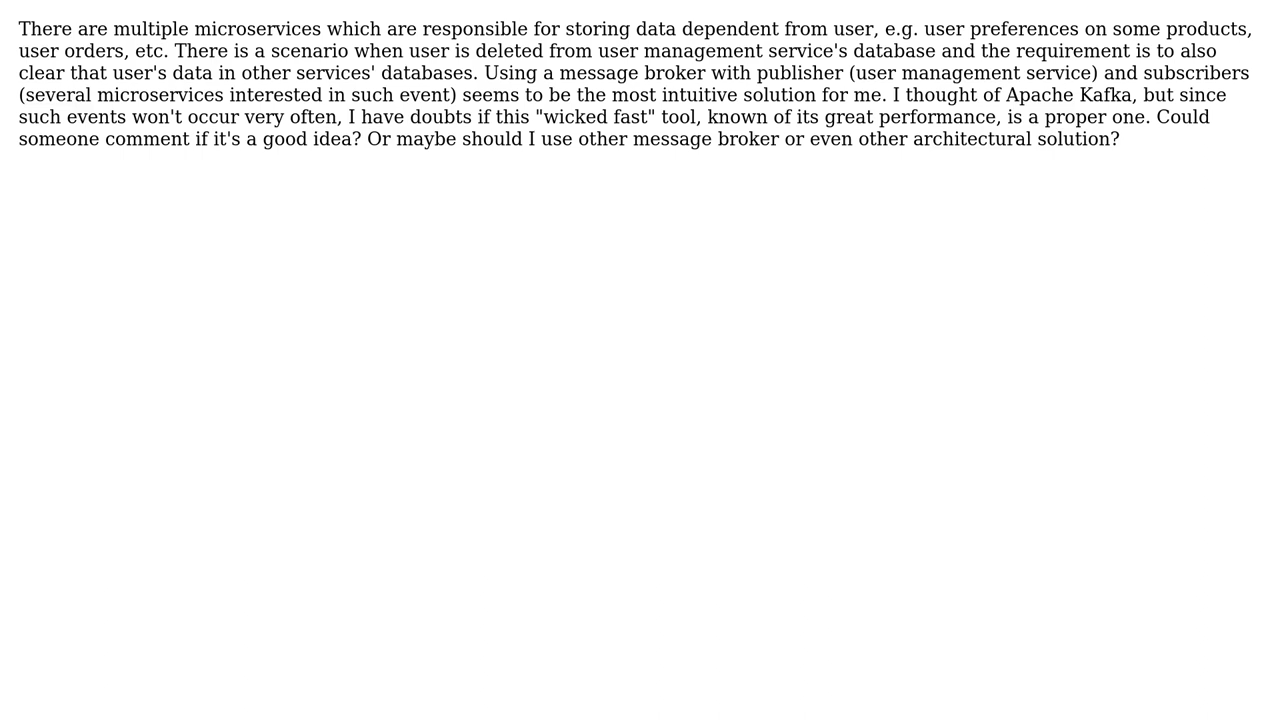 There are multiple microservices which are responsible for storing data dependent from user, e.g. user preferences on some products,
user orders, etc. There is a scenario when user is deleted from user management service's database and the requirement is to also
clear that user's data in other services' databases. Using a message broker with publisher (user management service) and subscribers
(several microservices interested in such event) seems to be the most intuitive solution for me. I thought of Apache Kafka, but since
such events won't occur very often, I have doubts if this "wicked fast" tool, known of its great performance, is a proper one. Could
someone comment if it's a good idea? Or maybe should I use other message broker or even other architectural solution?